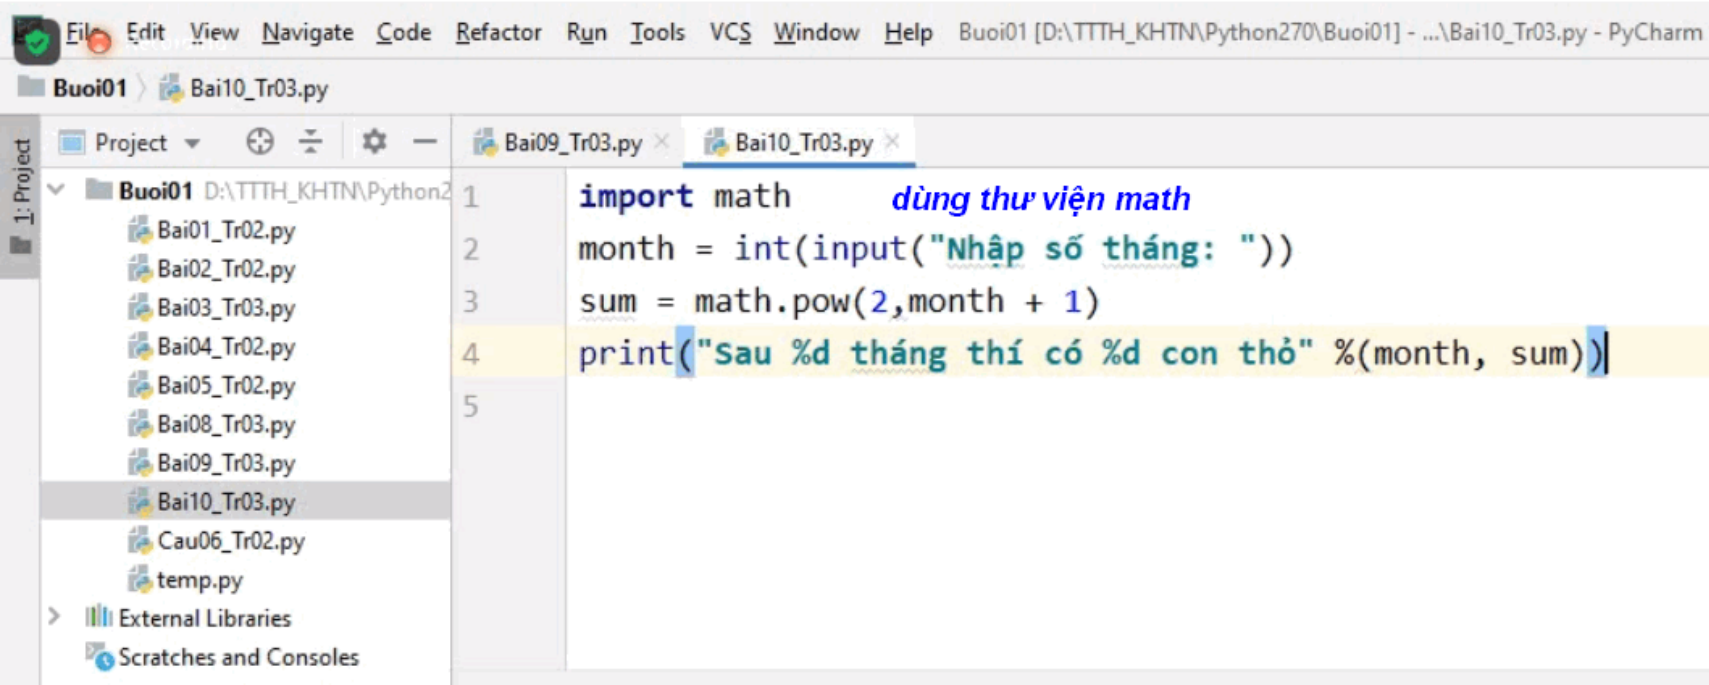 File Edit View Navigate Code Refactor Run Tools VCS Window Help Buoi01 [D:\TTTH_KHTN\Python270\Buoi01] - ...\Bai10_Tr03.py - PyCharm
Buoi01 Bai10_Tr03.py
1: Project
Project
Bai09_Tr03.py Bai10_Tr03.py
Buoi01 D:\TTTH_KHTN\Python2
Bai01_Tr02.py
Bai02_Tr02.py
Bai03_Tr03.py
Bai04_Tr02.py
Bai05_Tr02.py
Bai08_Tr03.py
Bai09_Tr03.py
Bai10_Tr03.py
Cau06_Tr02.py
temp.py
External Libraries
Scratches and Consoles
1 import math dùng thư viện math
2 month = int(input("Nhập số tháng: "))
3 sum = math.pow(2,month + 1)
4 print("Sau %d tháng thí có %d con thỏ" %(month, sum))
5